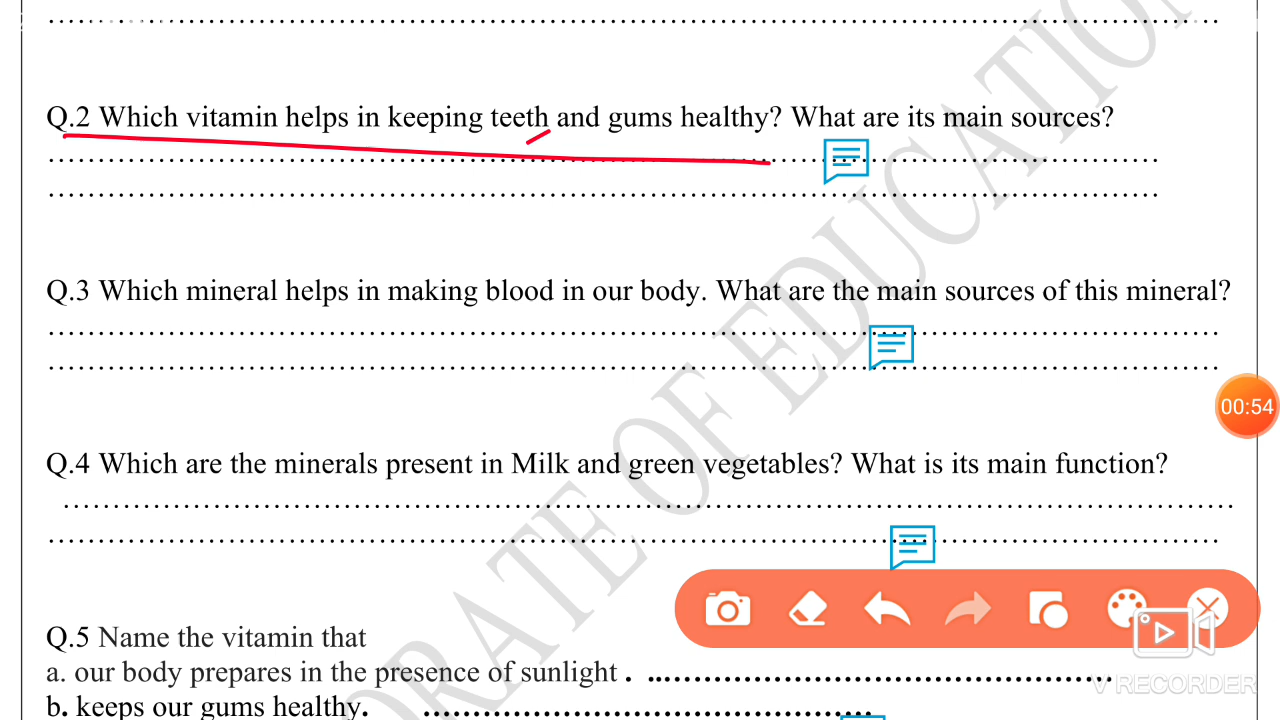 Q.2 Which vitamin helps in keeping teeth and gums healthy? What are its main sources?
Q.3 Which mineral helps in making blood in our body. What are the main sources of this mineral?
00:54
Q.4 Which are the minerals present in Milk and green vegetables? What is its main function?
Q.5 Name the vitamin that
a. our body prepares in the presence of sunlight .
V RECORDER
b. keeps our gums healthy.
ORATE OF EDUCATION